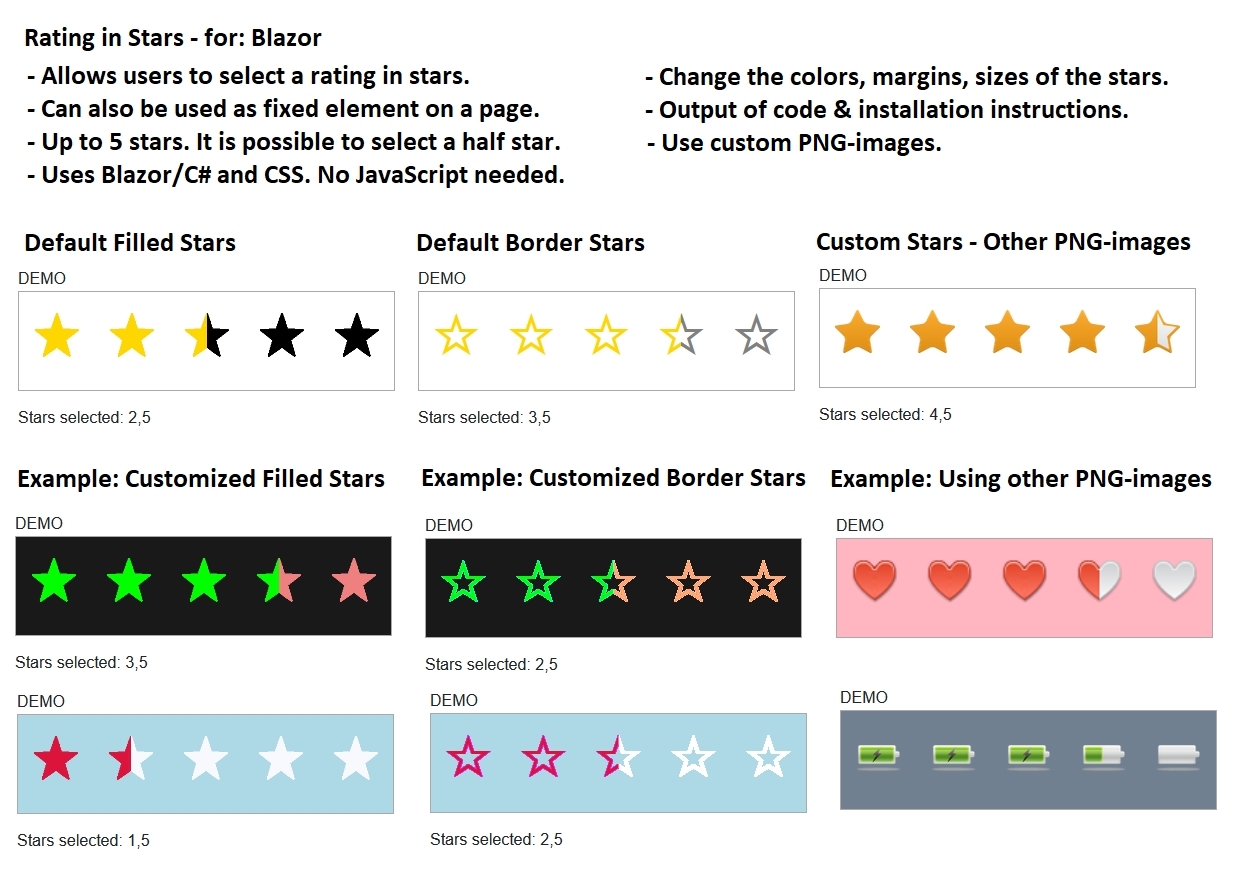 Rating in Stars - for: Blazor
- Allows users to select a rating in stars.
- Can also be used as fixed element on a page.
- Up to 5 stars. It is possible to select a half star.
- Uses Blazor/C# and CSS. No JavaScript needed.
- Change the colors, margins, sizes of the stars.
- Output of code & installation instructions.
- Use custom PNG-images.
Default Filled Stars
DEMO
Stars selected: 2,5
Default Border Stars
DEMO
Stars selected: 3,5
Custom Stars - Other PNG-images
DEMO
Stars selected: 4,5
Example: Customized Filled Stars
DEMO
Stars selected: 3,5
DEMO
Stars selected: 1,5
Example: Customized Border Stars
DEMO
Stars selected: 2,5
DEMO
Stars selected: 2,5
Example: Using other PNG-images
DEMO
DEMO